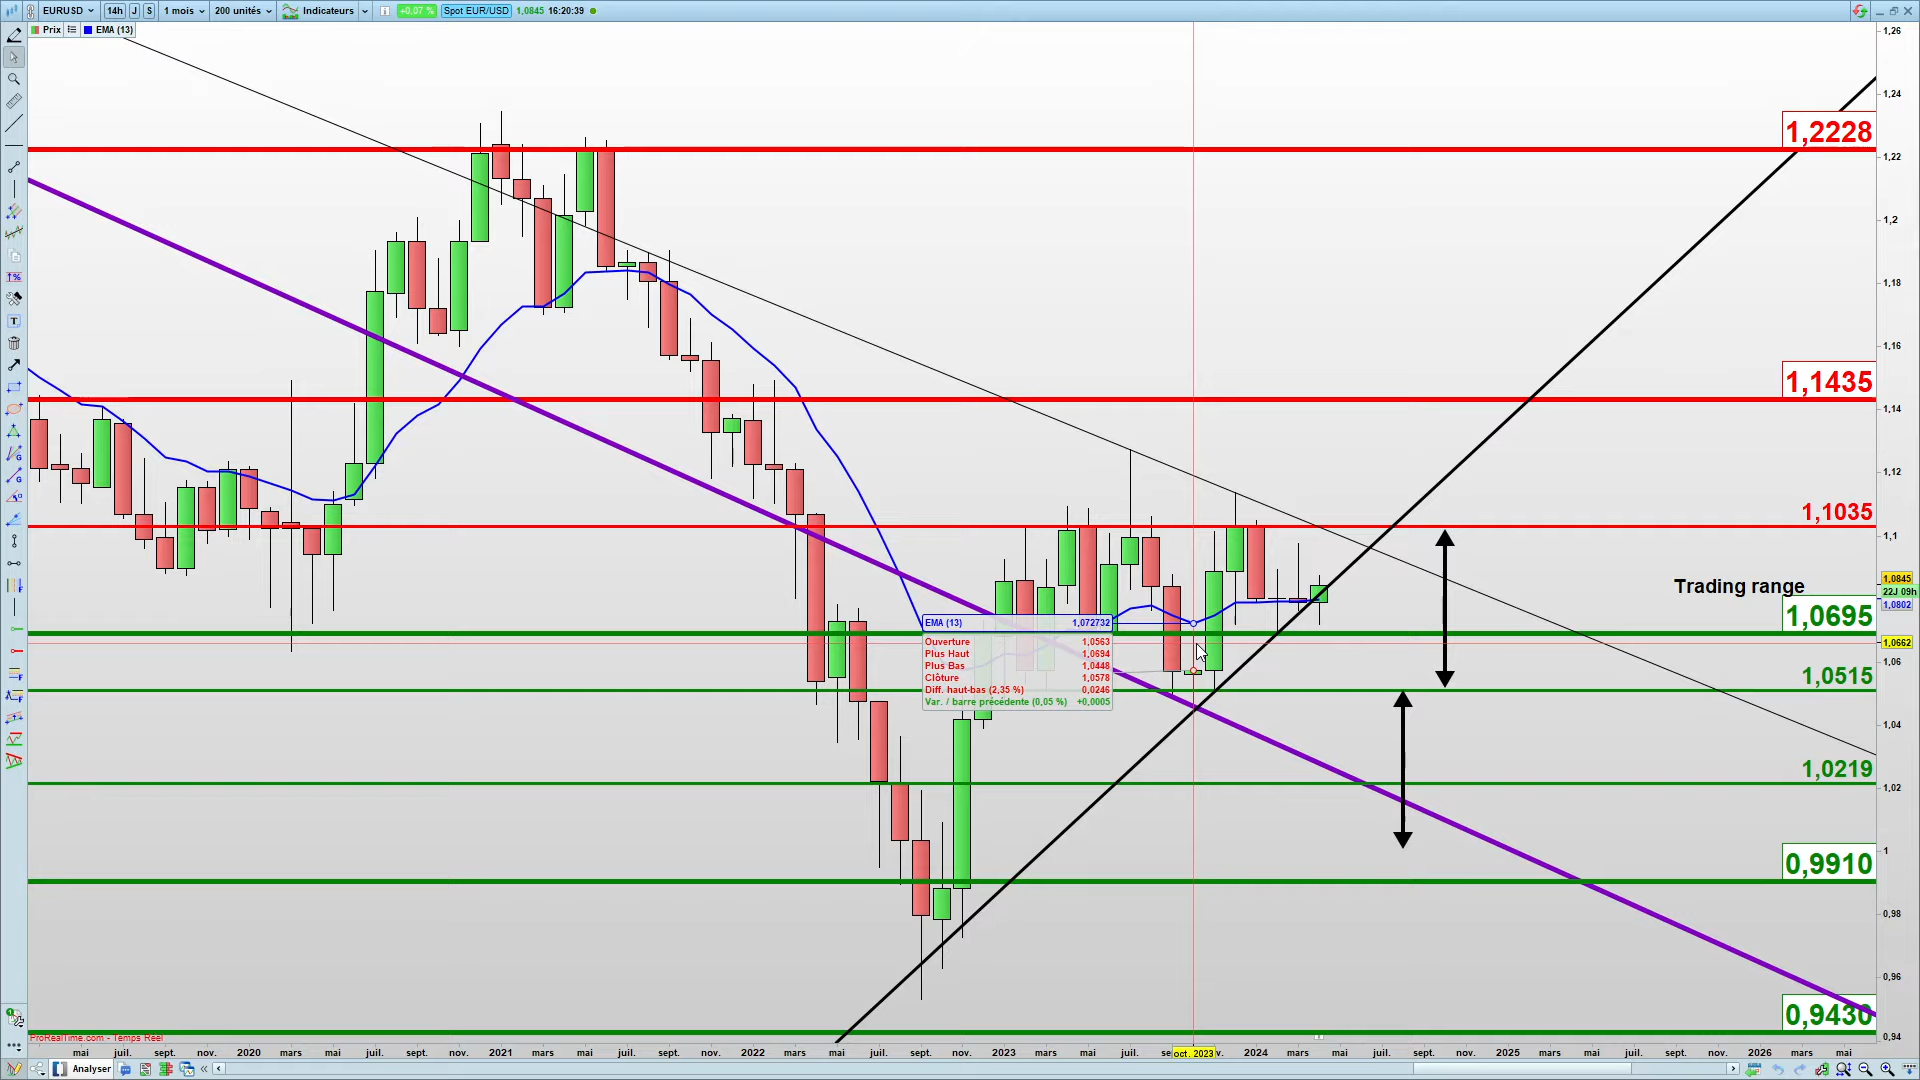 EURUSD 14h J S 1 mois 200 unités Indicateurs +0,07 % Spot EUR/USD 1,0845 16:20:39
Prix EMA (13)
1,26
1,24
1,2228
1,22
1,2
1,18
1,16
1,1435
1,14
1,12
1,1035
1,1
1,0845
Trading range
22J 09h
1,0802
1,0695
1,0662
1,06
1,0515
1,04
1,0219
1,02
1
0,9910
0,98
0,96
0,9430
0,94
EMA (13) 1,072732
Ouverture 1,0563
Plus Haut 1,0694
Plus Bas 1,0448
Clôture 1,0578
Diff. haut-bas (2,35 %) 0,0246
Var. / barre précédente (0,05 %) +0,0005
ProRealTime.com - Temps Réel
mai juil. sept. nov. 2020 mars mai juil. sept. nov. 2021 mars mai juil. sept. nov. 2022 mars mai juil. sept. nov. 2023 mars mai juil. se oct. 2023 v. 2024 mars mai juil. sept. nov. 2025 mars mai juil. sept. nov. 2026 mars mai
Analyser